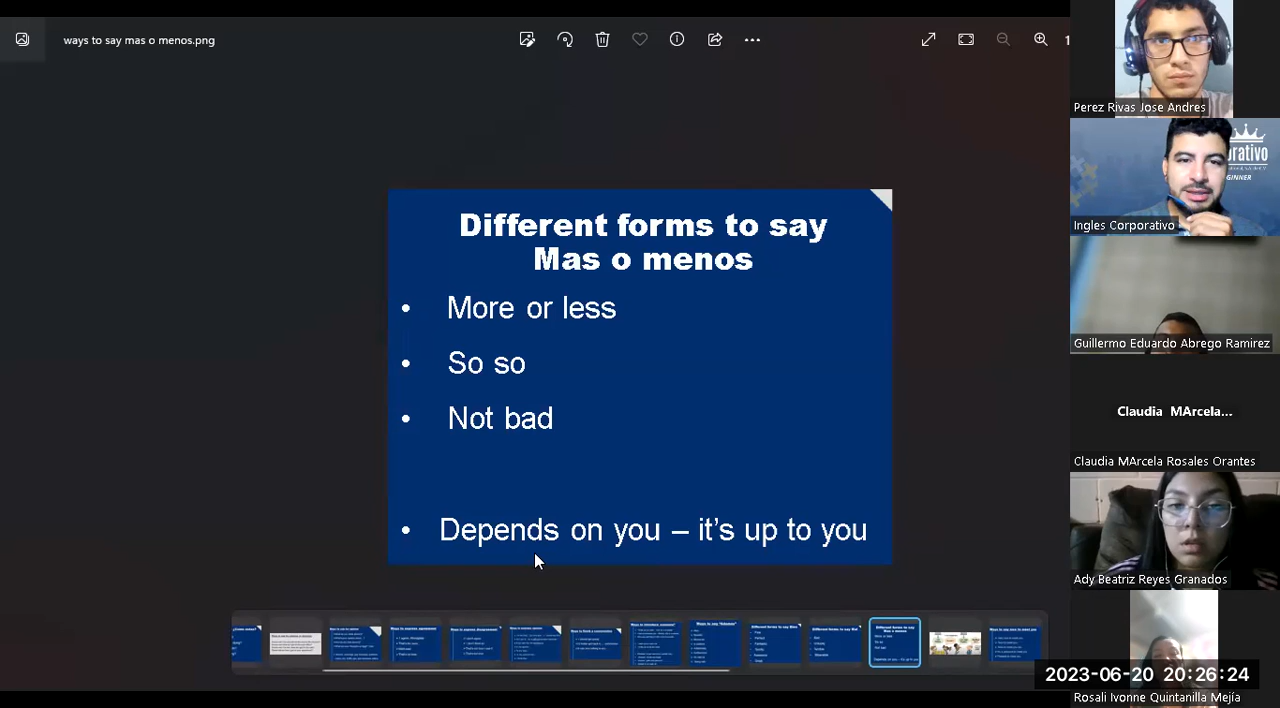 ways to say mas o menos.png
1
Different forms to say
Mas o menos
• More or less
• So so
• Not bad
• Depends on you – it's up to you
Perez Rivas Jose Andres
Ingles Corporativo
Guillermo Eduardo Abrego Ramirez
Claudia MArcela...
Claudia MArcela Rosales Orantes
Ady Beatriz Reyes Granados
2023-06-20 20:26:24
Rosali Ivonne Quintanilla Mejía